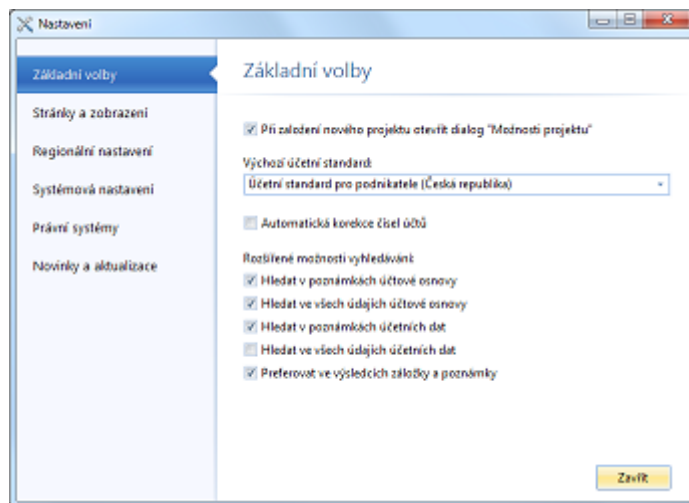 Nastavení
Základní volby
Stránky a zobrazení
Regionální nastavení
Systémová nastavení
Právní systémy
Novinky a aktualizace
Základní volby
Při založení nového projektu otevřít dialog "Možnosti projektu"
Výchozí účetní standard:
Účetní standard pro podnikatele (Česká republika)
Automatická korekce čísel účtů
Rozšířené možnosti vyhledávání:
Hledat v poznámkách účtové osnovy
Hledat ve všech údajích účtové osnovy
Hledat v poznámkách účetních dat
Hledat ve všech údajích účetních dat
Preferovat ve výsledcích záložky a poznámky
Zavřít